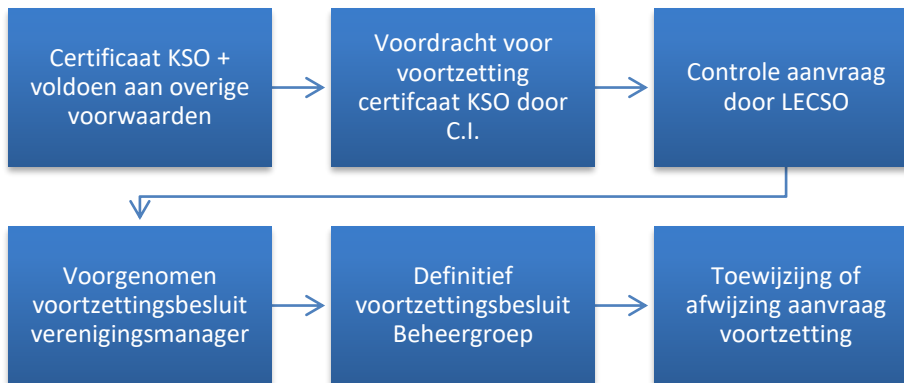 Certificaat KSO +
voldoen aan overige
voorwaarden
Voordracht voor
voortzetting
certifcaat KSO door
C.I.
Controle aanvraag
door LECSO
Voorgenomen
voortzettingsbesluit
verenigingsmanager
Definitief
voortzettingsbesluit
Beheergroep
Toewijzijng of
afwijzing aanvraag
voortzetting